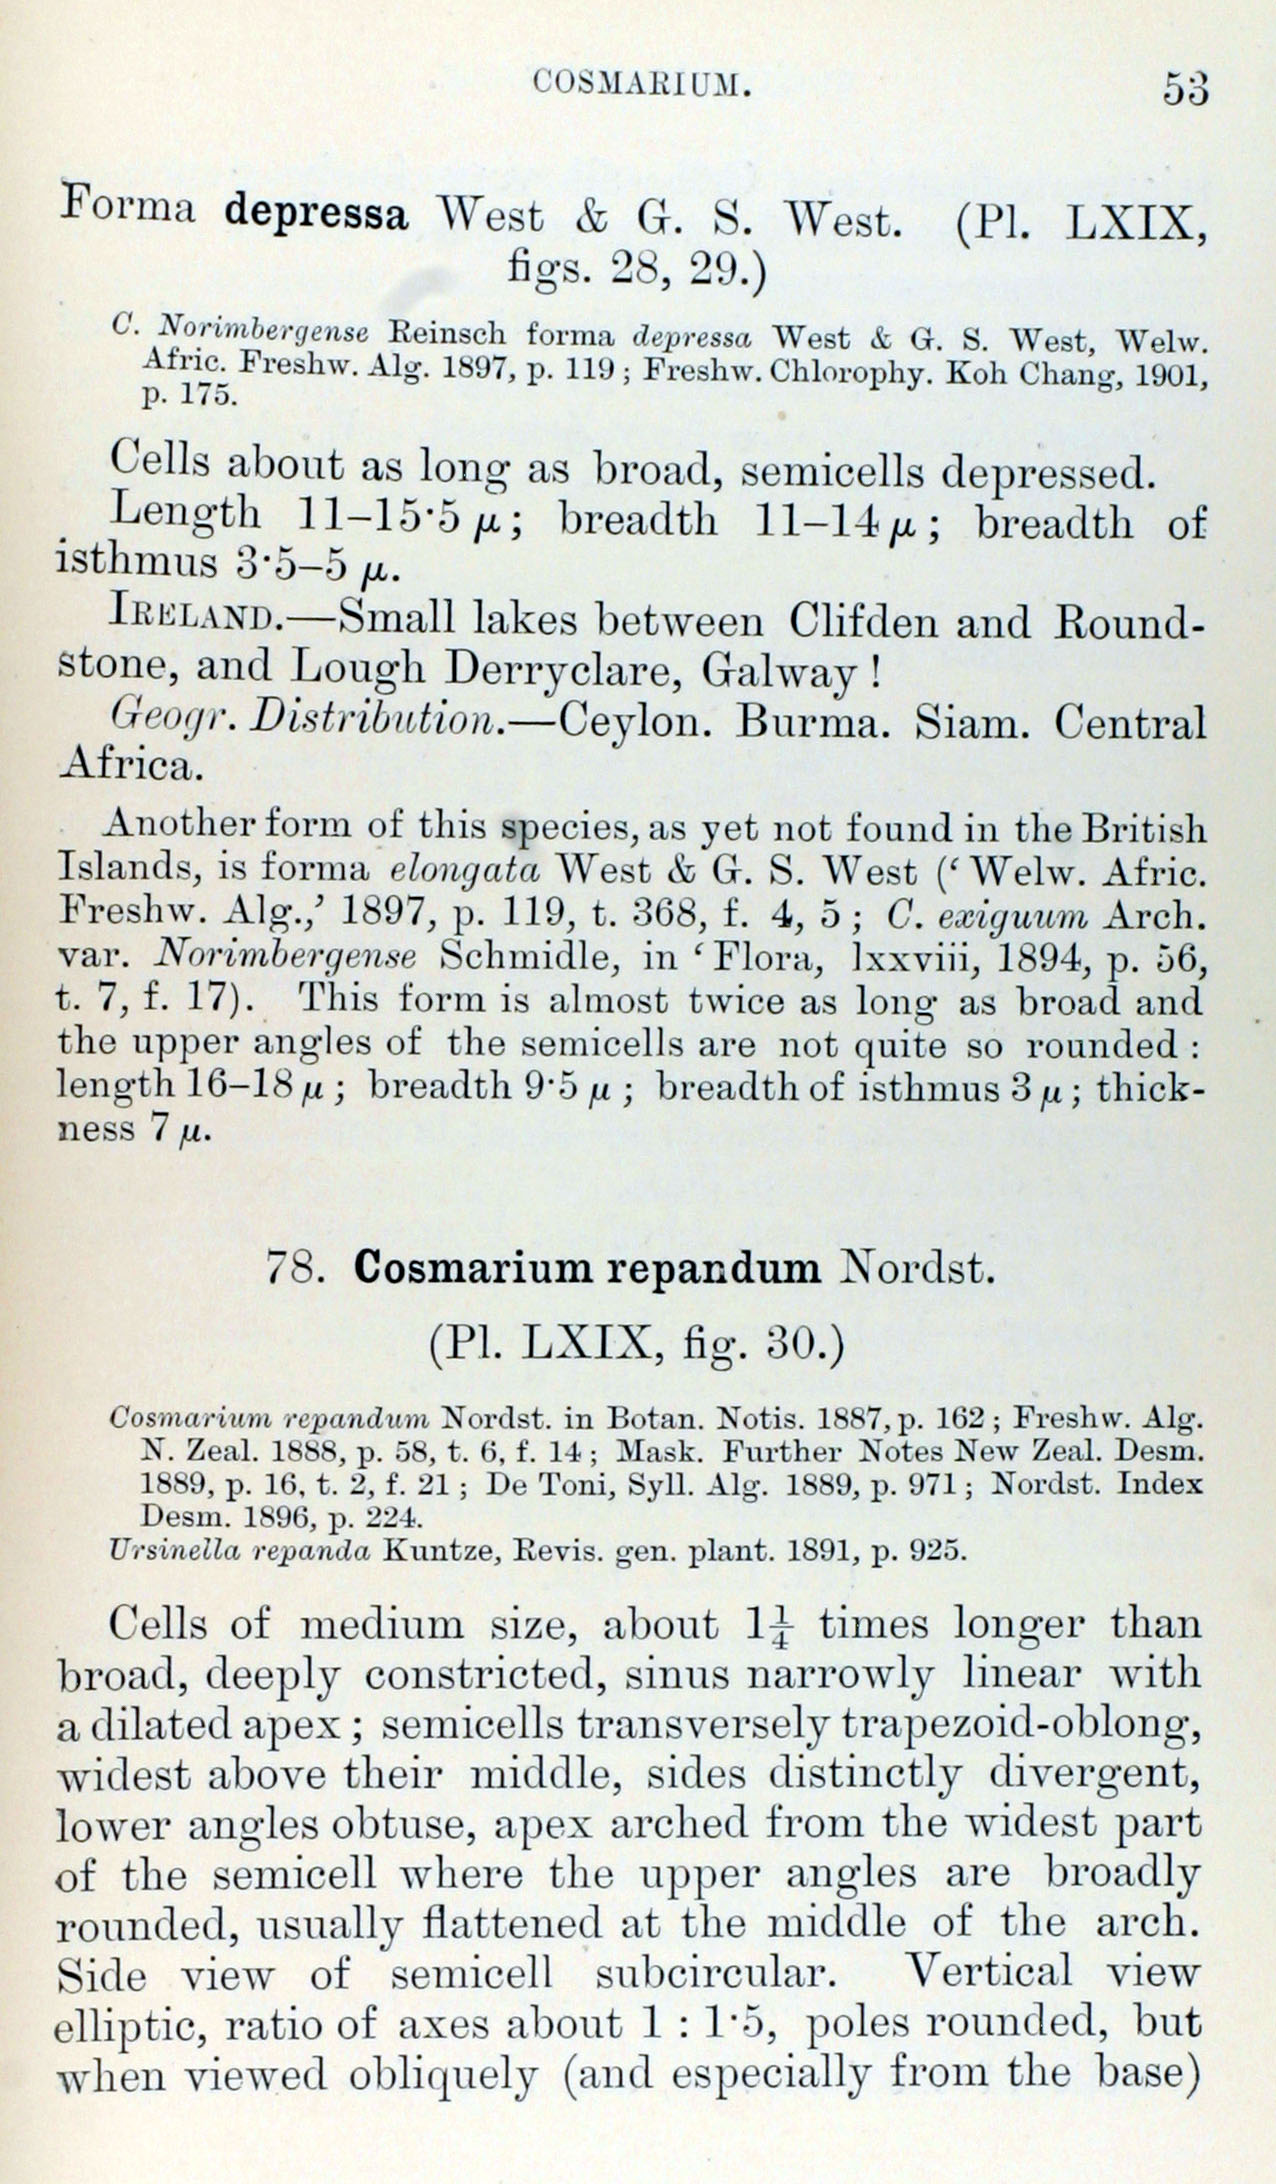 COSMARIUM. 53
Forma depressa West & G. S. West. (Pl. LXIX,
figs. 28, 29.)
C. Norimbergense Reinsch forma depressa West & G. S. West, Welw.
Afric. Freshw. Alg. 1897, p. 119 ; Freshw. Chlorophy. Koh Chang, 1901,
p. 175.
Cells about as long as broad, semicells depressed.
Length 11–15·5 μ ; breadth 11–14 μ ; breadth of
isthmus 3·5–5 μ.
IRELAND.—Small lakes between Clifden and Round-
stone, and Lough Derryclare, Galway !
Geogr. Distribution.—Ceylon. Burma. Siam. Central
Africa.
Another form of this species, as yet not found in the British
Islands, is forma elongata West & G. S. West (‘ Welw. Afric.
Freshw. Alg.,’ 1897, p. 119, t. 368, f. 4, 5 ; C. exiguum Arch.
var. Norimbergense Schmidle, in ‘ Flora, lxxviii, 1894, p. 56,
t. 7, f. 17). This form is almost twice as long as broad and
the upper angles of the semicells are not quite so rounded :
length 16–18 μ ; breadth 9·5 μ ; breadth of isthmus 3 μ ; thick-
ness 7 μ.
78. Cosmarium repandum Nordst.
(Pl. LXIX, fig. 30.)
Cosmarium repandum Nordst. in Botan. Notis. 1887, p. 162 ; Freshw. Alg.
N. Zeal. 1888, p. 58, t. 6, f. 14 ; Mask. Further Notes New Zeal. Desm.
1889, p. 16, t. 2, f. 21 ; De Toni, Syll. Alg. 1889, p. 971 ; Nordst. Index
Desm. 1896, p. 224.
Ursinella repanda Kuntze, Revis. gen. plant. 1891, p. 925.
Cells of medium size, about 1¼ times longer than
broad, deeply constricted, sinus narrowly linear with
a dilated apex ; semicells transversely trapezoid-oblong,
widest above their middle, sides distinctly divergent,
lower angles obtuse, apex arched from the widest part
of the semicell where the upper angles are broadly
rounded, usually flattened at the middle of the arch.
Side view of semicell subcircular. Vertical view
elliptic, ratio of axes about 1 : 1·5, poles rounded, but
when viewed obliquely (and especially from the base)